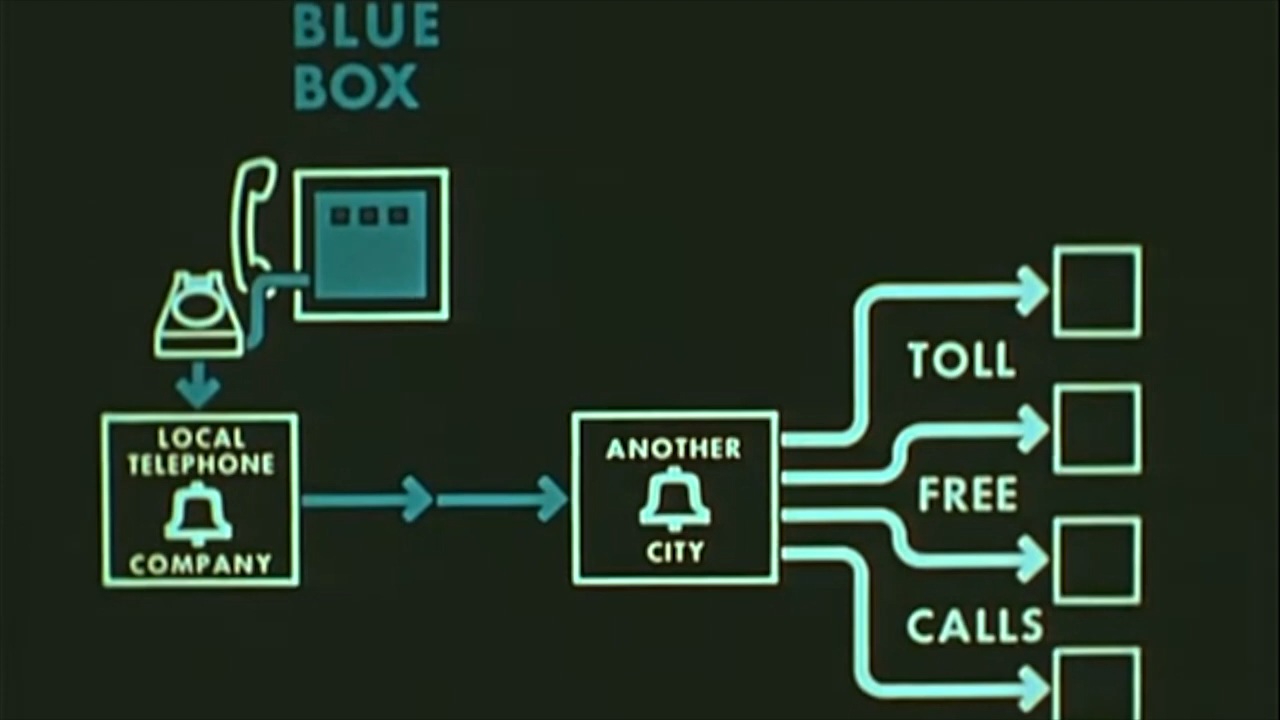 BLUE
BOX
LOCAL
TELEPHONE
COMPANY
ANOTHER
CITY
TOLL
FREE
CALLS